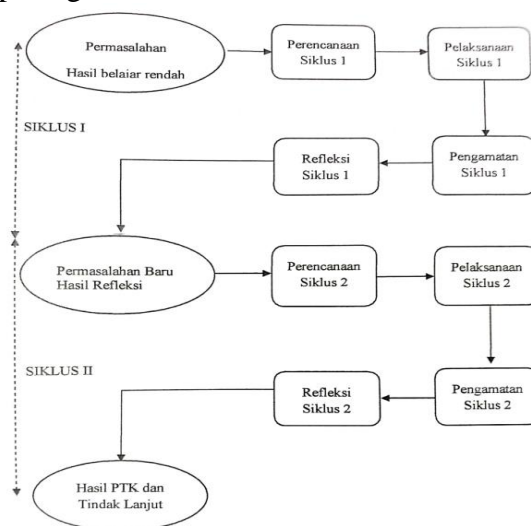 Permasalahan
Hasil belaiar rendah
Perencanaan
Siklus 1
Pelaksanaan
Siklus 1
SIKLUS I
Refleksi
Siklus 1
Pengamatan
Siklus 1
Permasalahan Baru
Hasil Refleksi
Perencanaan
Siklus 2
Pelaksanaan
Siklus 2
SIKLUS II
Refleksi
Siklus 2
Pengamatan
Siklus 2
Hasil PTK dan
Tindak Lanjut